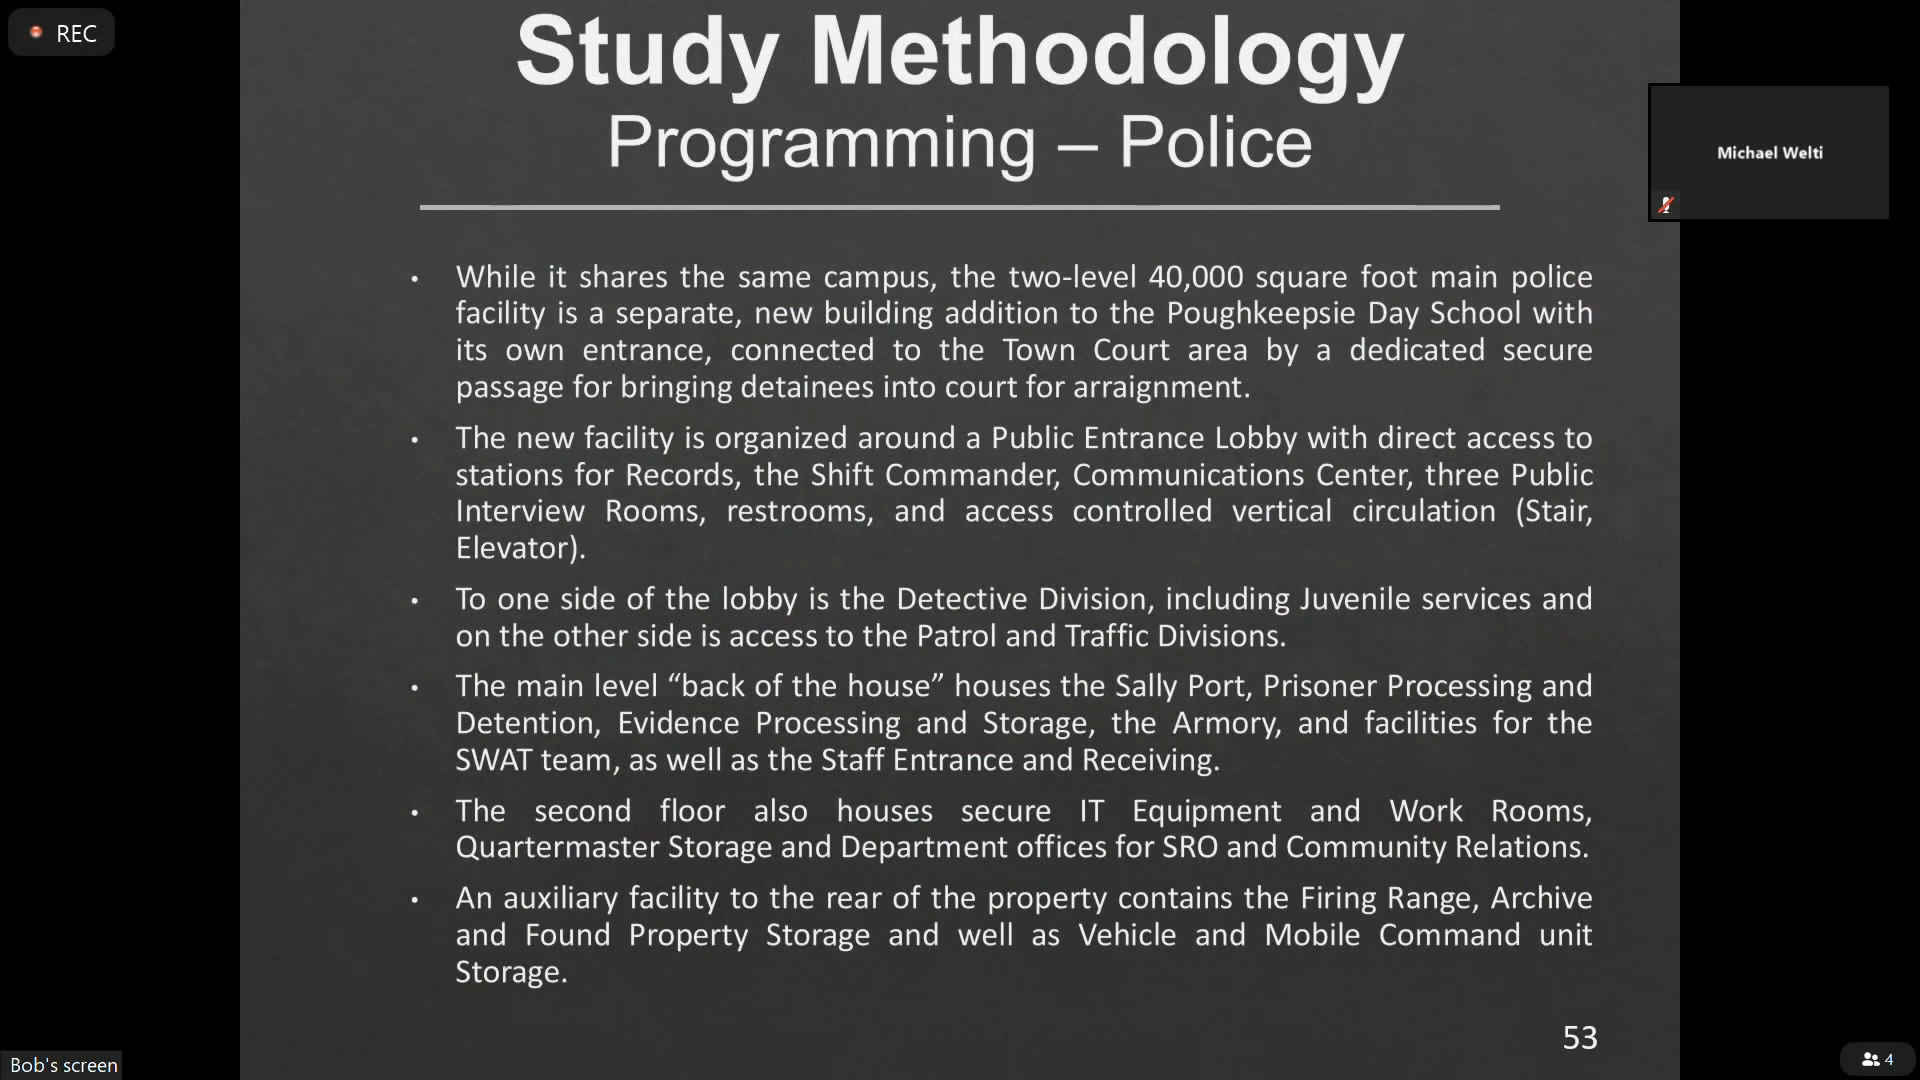 REC
Study Methodology
Programming – Police
Michael Welti
• While it shares the same campus, the two-level 40,000 square foot main police
facility is a separate, new building addition to the Poughkeepsie Day School with
its own entrance, connected to the Town Court area by a dedicated secure
passage for bringing detainees into court for arraignment.
• The new facility is organized around a Public Entrance Lobby with direct access to
stations for Records, the Shift Commander, Communications Center, three Public
Interview Rooms, restrooms, and access controlled vertical circulation (Stair,
Elevator).
• To one side of the lobby is the Detective Division, including Juvenile services and
on the other side is access to the Patrol and Traffic Divisions.
• The main level “back of the house” houses the Sally Port, Prisoner Processing and
Detention, Evidence Processing and Storage, the Armory, and facilities for the
SWAT team, as well as the Staff Entrance and Receiving.
• The second floor also houses secure IT Equipment and Work Rooms,
Quartermaster Storage and Department offices for SRO and Community Relations.
• An auxiliary facility to the rear of the property contains the Firing Range, Archive
and Found Property Storage and well as Vehicle and Mobile Command unit
Storage.
53
Bob's screen
4